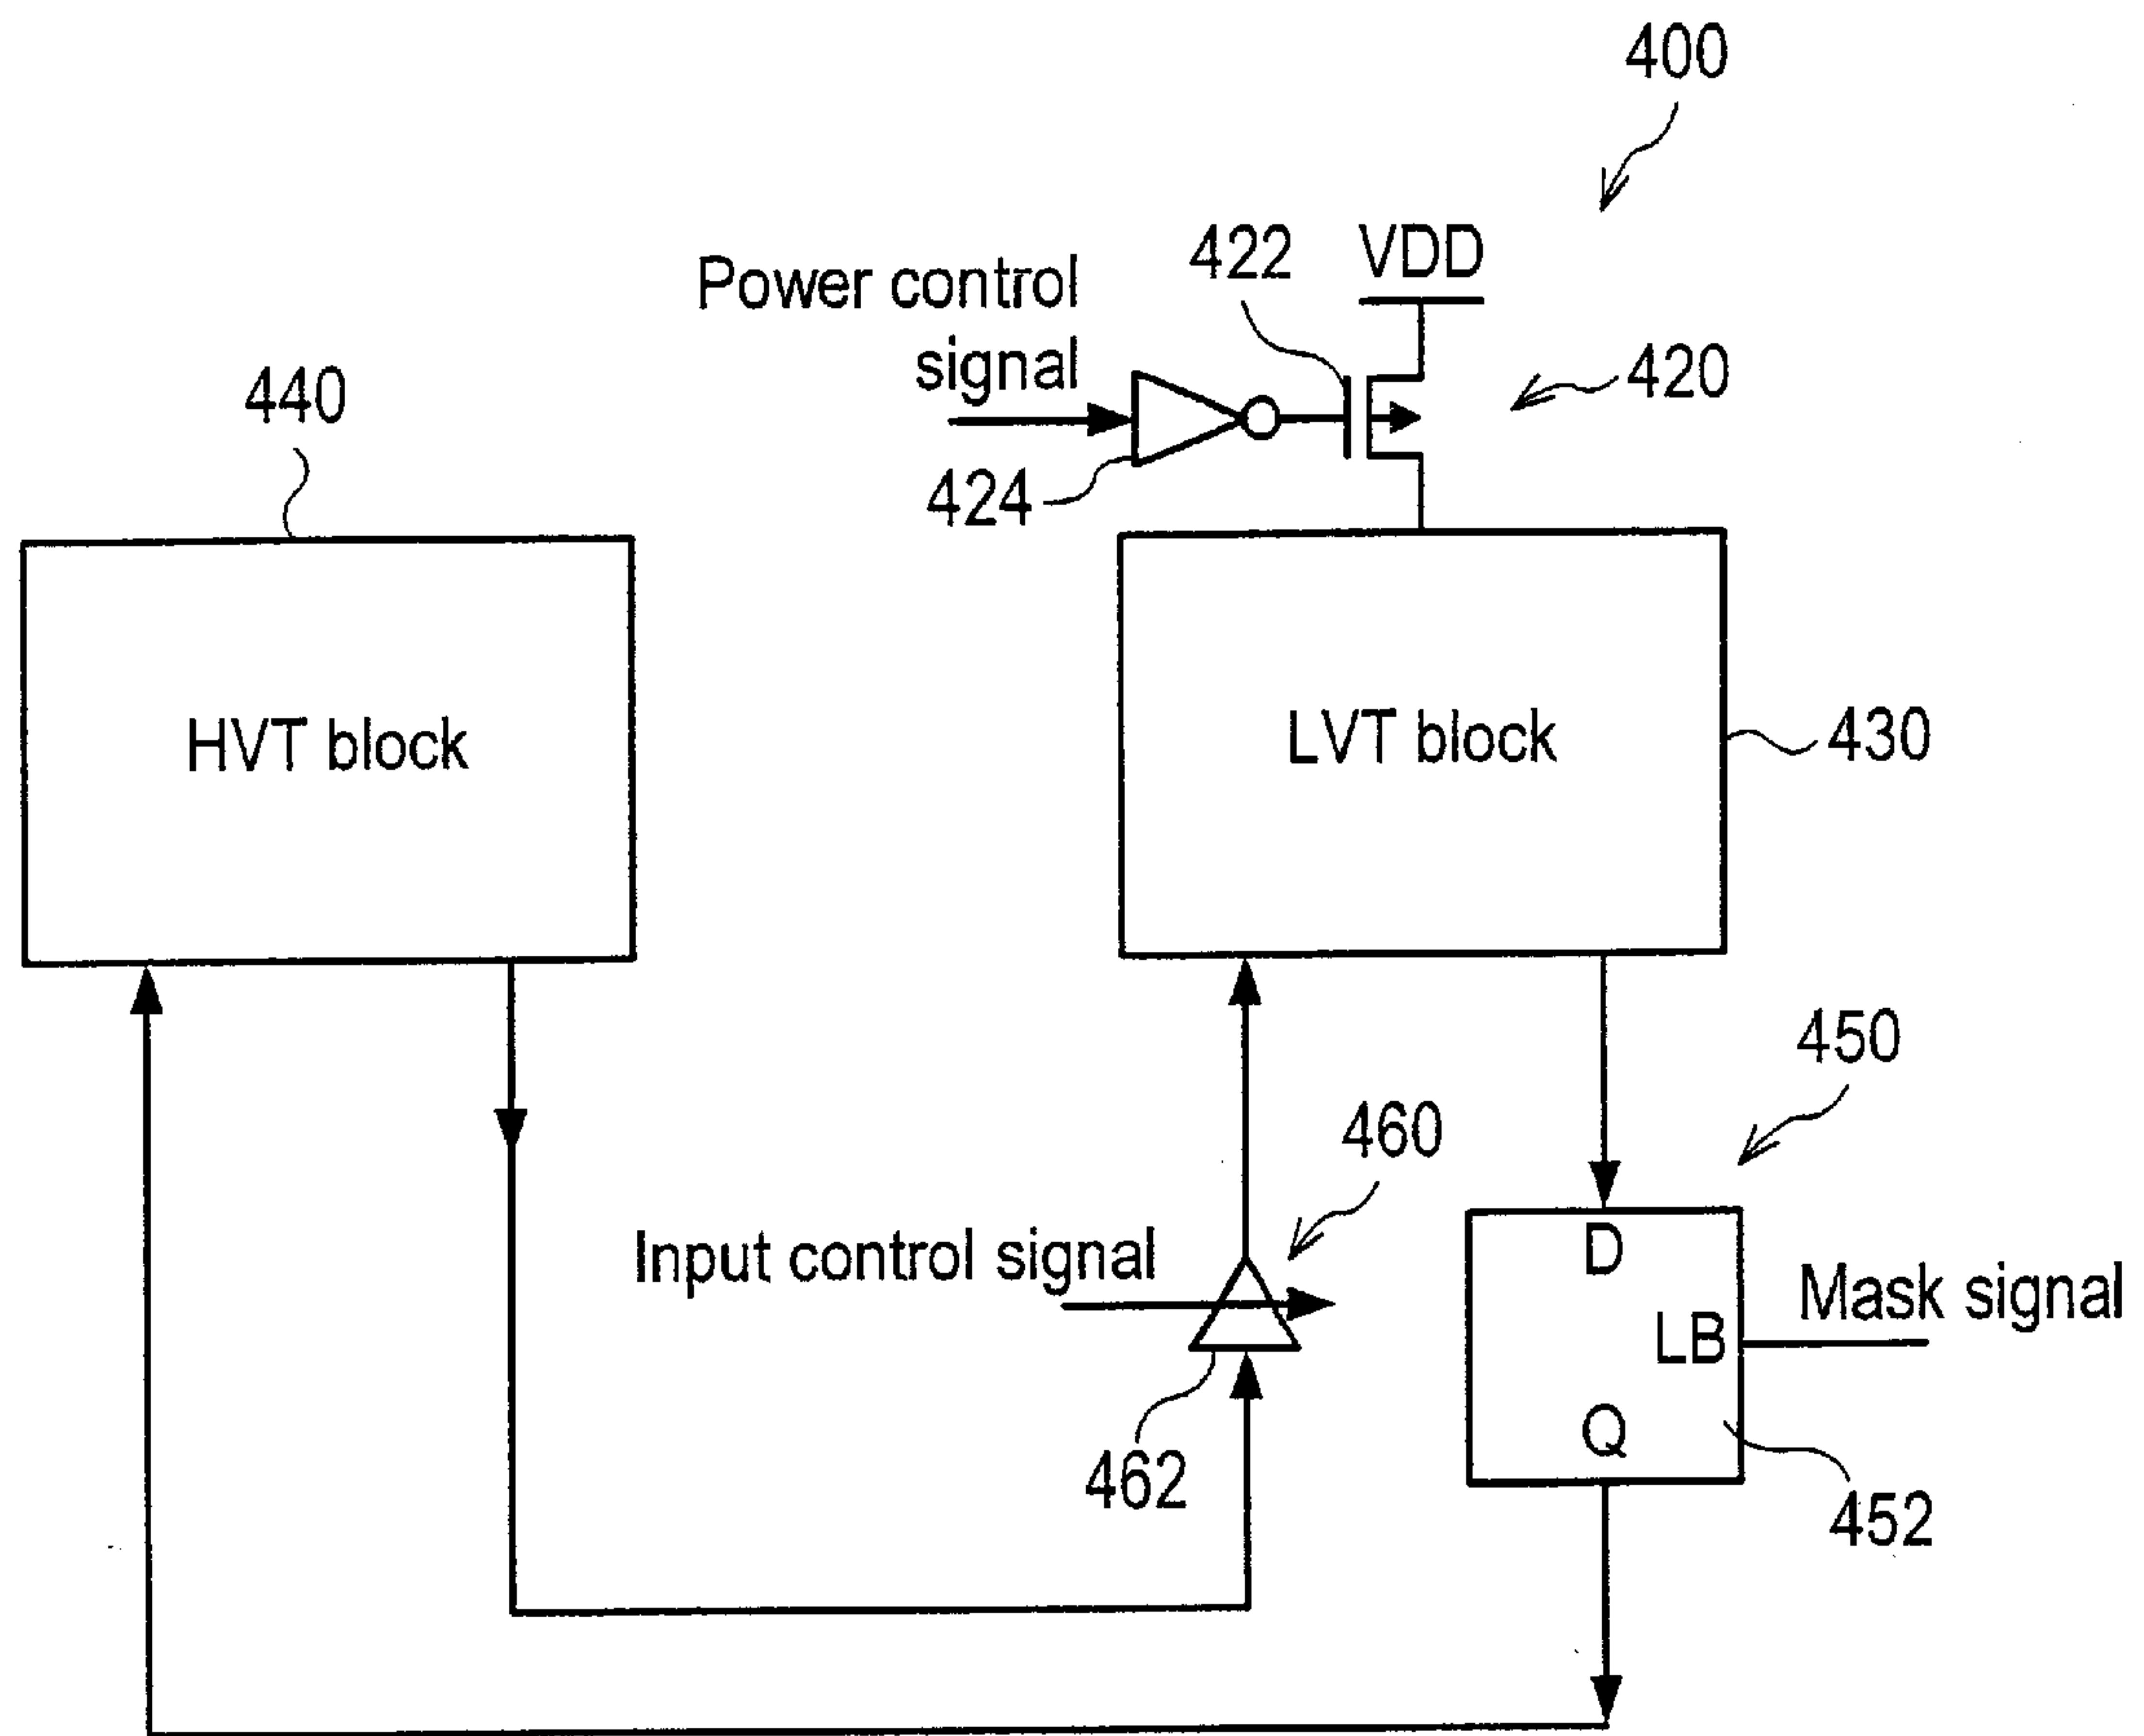 400
422 VDD
Power control
signal
420
440
424
HVT block
LVT block
430
450
460
D
Input control signal
Mask signal
LB
Q
462
452